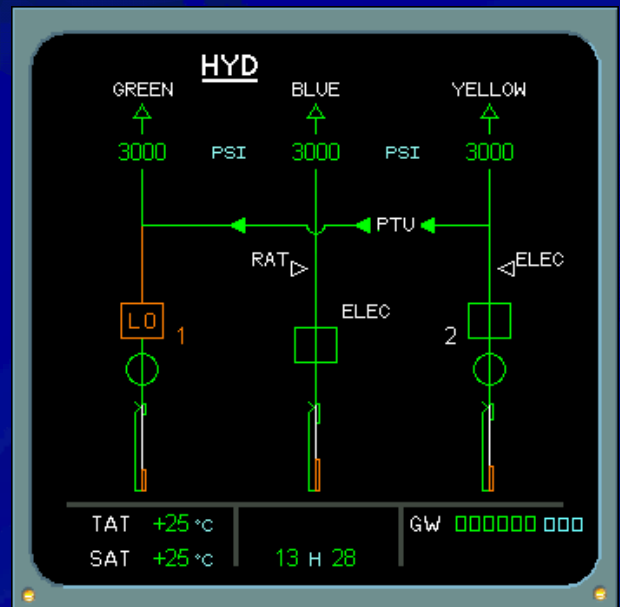 HYD
GREEN BLUE YELLOW
3000 PSI 3000 PSI 3000
PTU
RAT ELEC
LO 1 ELEC 2
TAT +25 °C GW
SAT +25 °C 13 H 28